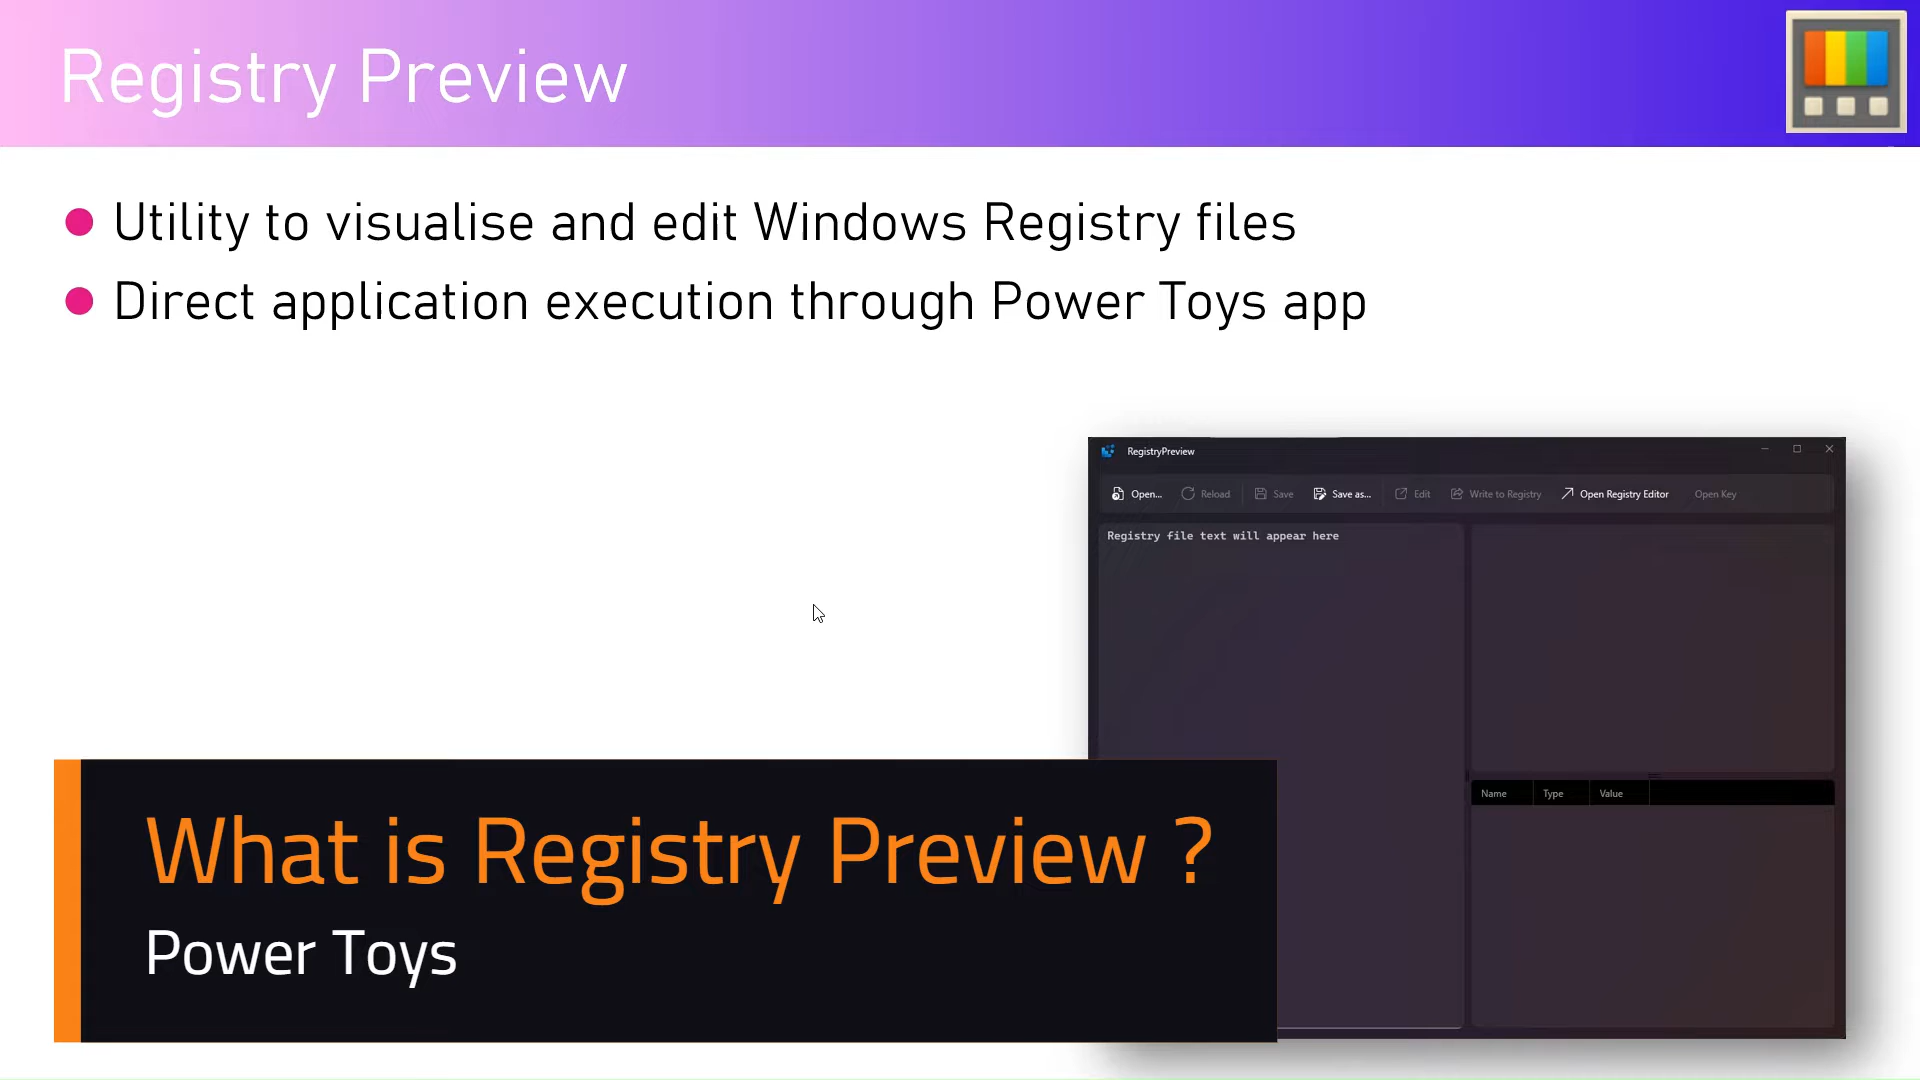 Registry Preview
Utility to visualise and edit Windows Registry files
Direct application execution through Power Toys app
RegistryPreview
Open... Reload Save Save as... Edit Write to Registry Open Registry Editor Open Key
Registry file text will appear here
Name Type Value
What is Registry Preview ?
Power Toys